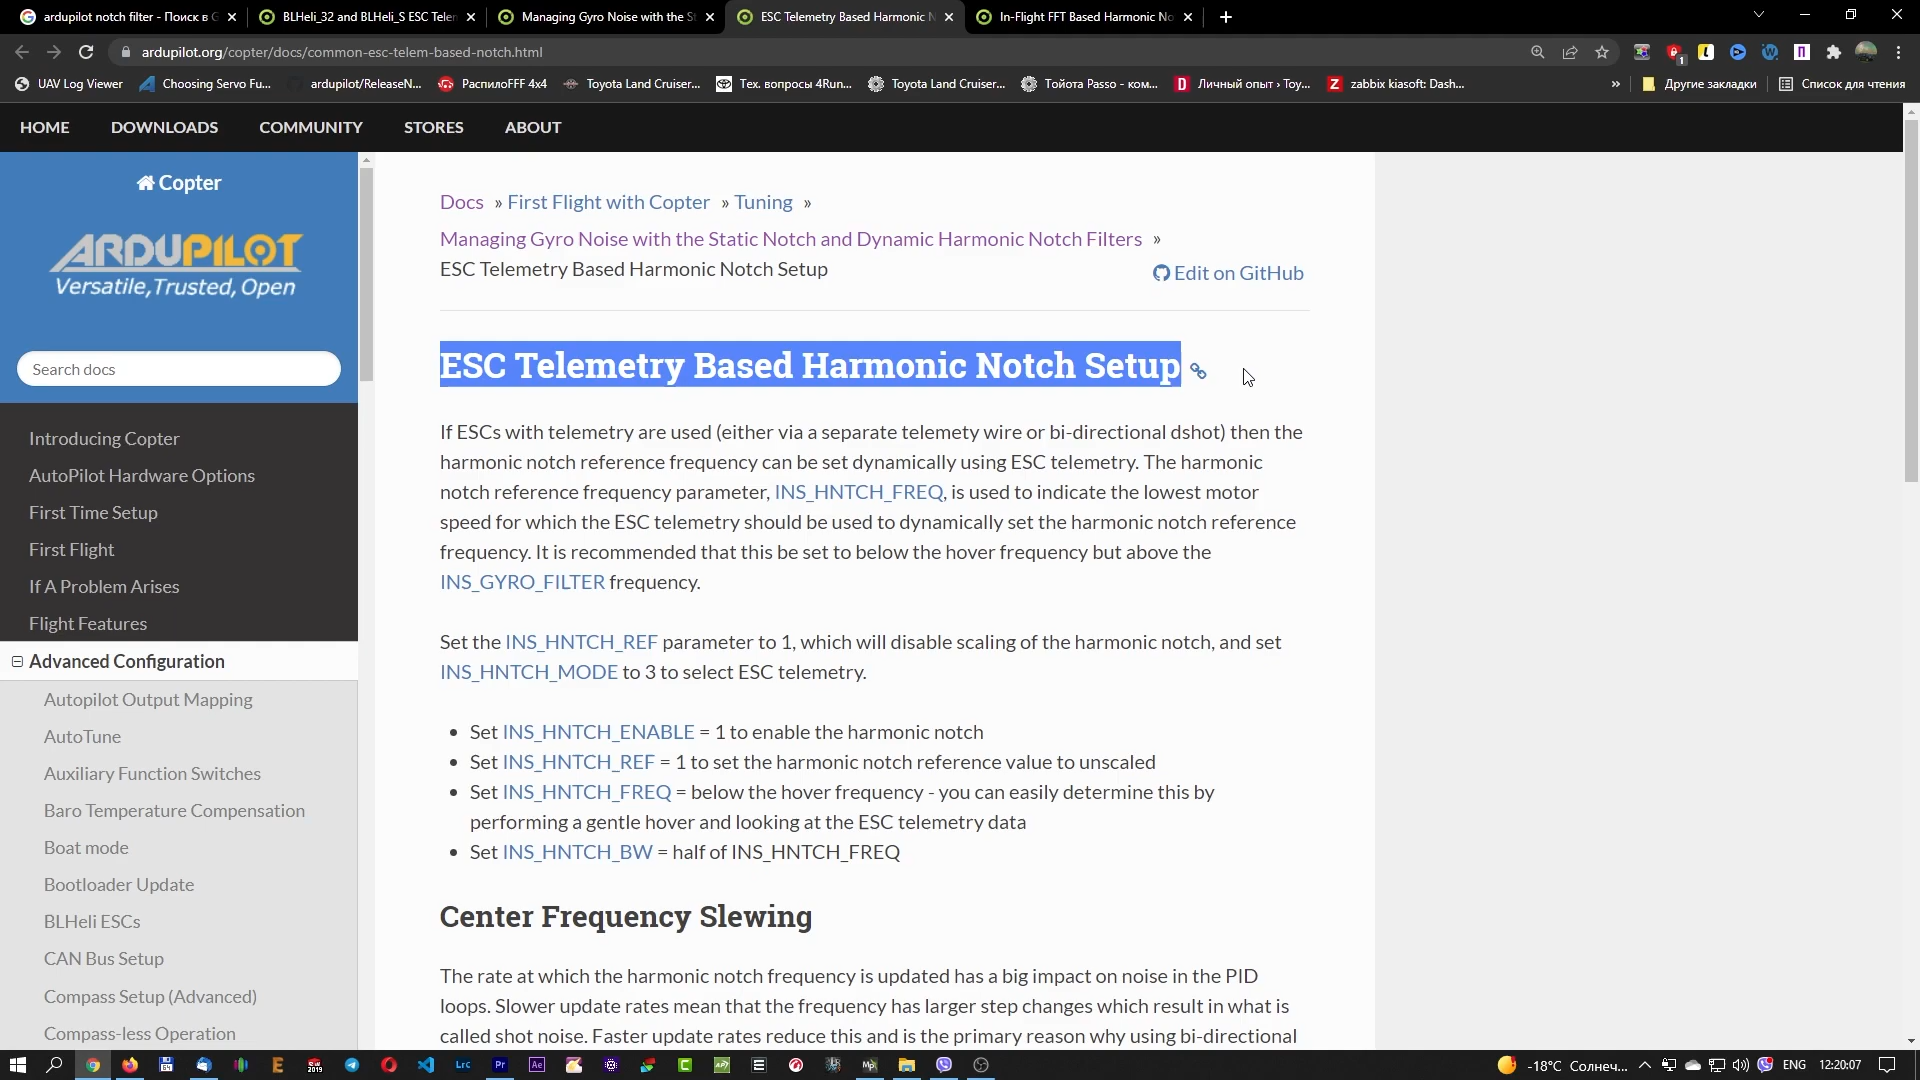 ardupilot notch filter - Поиск в G
BLHeli_32 and BLHeli_S ESC Telem
Managing Gyro Noise with the St
ESC Telemetry Based Harmonic N
In-Flight FFT Based Harmonic No
ardupilot.org/copter/docs/common-esc-telem-based-notch.html
UAV Log Viewer
Choosing Servo Fu...
ardupilot/ReleaseN...
РаспилоFFF 4x4
Toyota Land Cruiser...
Тех. вопросы 4Run...
Toyota Land Cruiser...
Тойота Passo - ком...
Личный опыт › Toy...
zabbix kiasoft: Dash...
»
Другие закладки
Список для чтения
HOME
DOWNLOADS
COMMUNITY
STORES
ABOUT
Copter
ARDUPILOT
Versatile, Trusted, Open
Search docs
Introducing Copter
AutoPilot Hardware Options
First Time Setup
First Flight
If A Problem Arises
Flight Features
Advanced Configuration
Autopilot Output Mapping
AutoTune
Auxiliary Function Switches
Baro Temperature Compensation
Boat mode
Bootloader Update
BLHeli ESCs
CAN Bus Setup
Compass Setup (Advanced)
Compass-less Operation
Docs » First Flight with Copter » Tuning »
Managing Gyro Noise with the Static Notch and Dynamic Harmonic Notch Filters »
ESC Telemetry Based Harmonic Notch Setup
Edit on GitHub
ESC Telemetry Based Harmonic Notch Setup
If ESCs with telemetry are used (either via a separate telemety wire or bi-directional dshot) then the
harmonic notch reference frequency can be set dynamically using ESC telemetry. The harmonic
notch reference frequency parameter, INS_HNTCH_FREQ, is used to indicate the lowest motor
speed for which the ESC telemetry should be used to dynamically set the harmonic notch reference
frequency. It is recommended that this be set to below the hover frequency but above the
INS_GYRO_FILTER frequency.
Set the INS_HNTCH_REF parameter to 1, which will disable scaling of the harmonic notch, and set
INS_HNTCH_MODE to 3 to select ESC telemetry.
• Set INS_HNTCH_ENABLE = 1 to enable the harmonic notch
• Set INS_HNTCH_REF = 1 to set the harmonic notch reference value to unscaled
• Set INS_HNTCH_FREQ = below the hover frequency - you can easily determine this by
performing a gentle hover and looking at the ESC telemetry data
• Set INS_HNTCH_BW = half of INS_HNTCH_FREQ
Center Frequency Slewing
The rate at which the harmonic notch frequency is updated has a big impact on noise in the PID
loops. Slower update rates mean that the frequency has larger step changes which result in what is
called shot noise. Faster update rates reduce this and is the primary reason why using bi-directional
-18°C Солнеч...
ENG
12:20:07